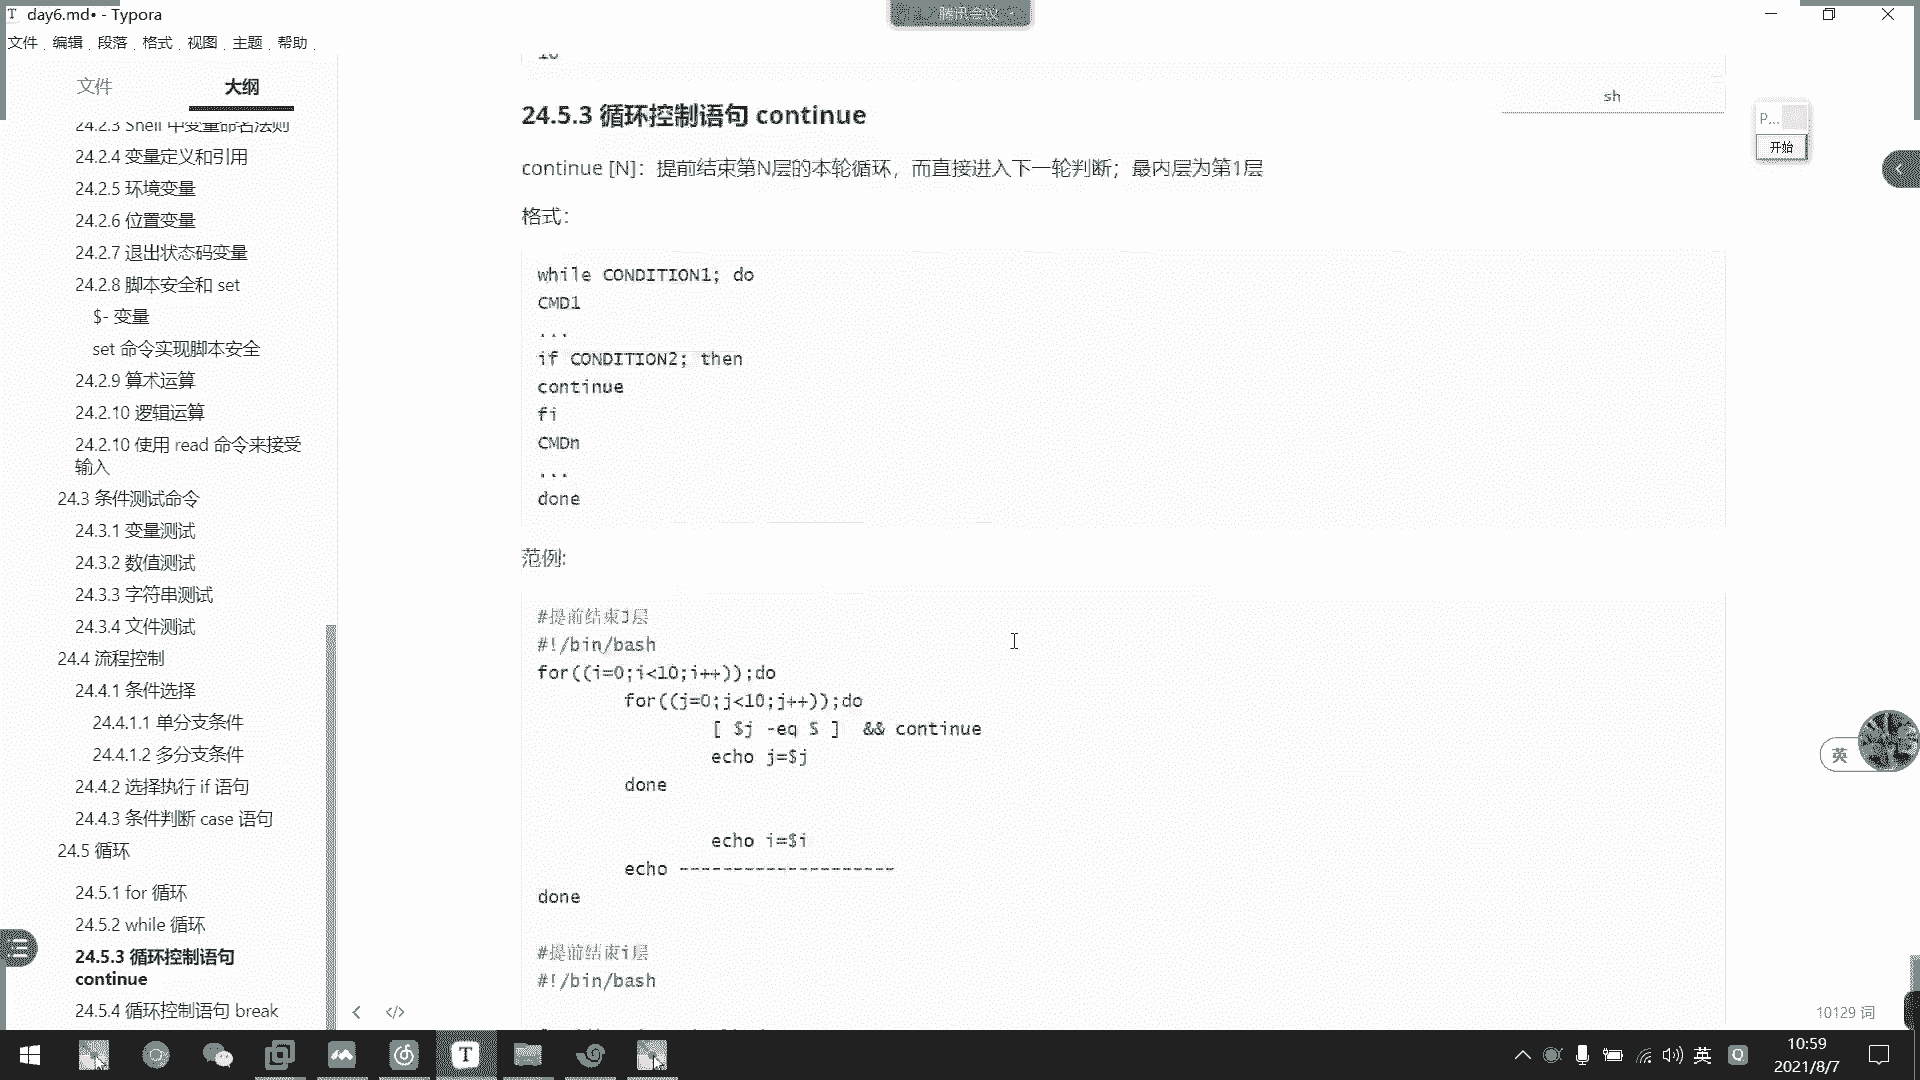 day6.md• - Typora
腾讯会议
文件 编辑 段落 格式 视图 主题 帮助
文件 大纲
24.2.3 Shell 中变量命名法则
24.2.4 变量定义和引用
24.2.5 环境变量
24.2.6 位置变量
24.2.7 退出状态码变量
24.2.8 脚本安全和 set
$- 变量
set 命令实现脚本安全
24.2.9 算术运算
24.2.10 逻辑运算
24.2.10 使用 read 命令来接受
输入
24.3 条件测试命令
24.3.1 变量测试
24.3.2 数值测试
24.3.3 字符串测试
24.3.4 文件测试
24.4 流程控制
24.4.1 条件选择
24.4.1.1 单分支条件
24.4.1.2 多分支条件
24.4.2 选择执行 if 语句
24.4.3 条件判断 case 语句
24.5 循环
24.5.1 for 循环
24.5.2 while 循环
24.5.3 循环控制语句
continue
24.5.4 循环控制语句 break
sh
24.5.3 循环控制语句 continue
continue [N]：提前结束第N层的本轮循环，而直接进入下一轮判断；最内层为第1层
格式：
while CONDITION1; do
CMD1
...
if CONDITION2; then
continue
fi
CMDn
...
done
范例:
#提前结束J层
#!/bin/bash
for((i=0;i<10;i++));do
for((j=0;j<10;j++));do
[ $j -eq 5 ] && continue
echo j=$j
done
echo i=$i
echo --------------------
done
#提前结束i层
#!/bin/bash
P...
开始
英
10129 词
英
10:59
2021/8/7